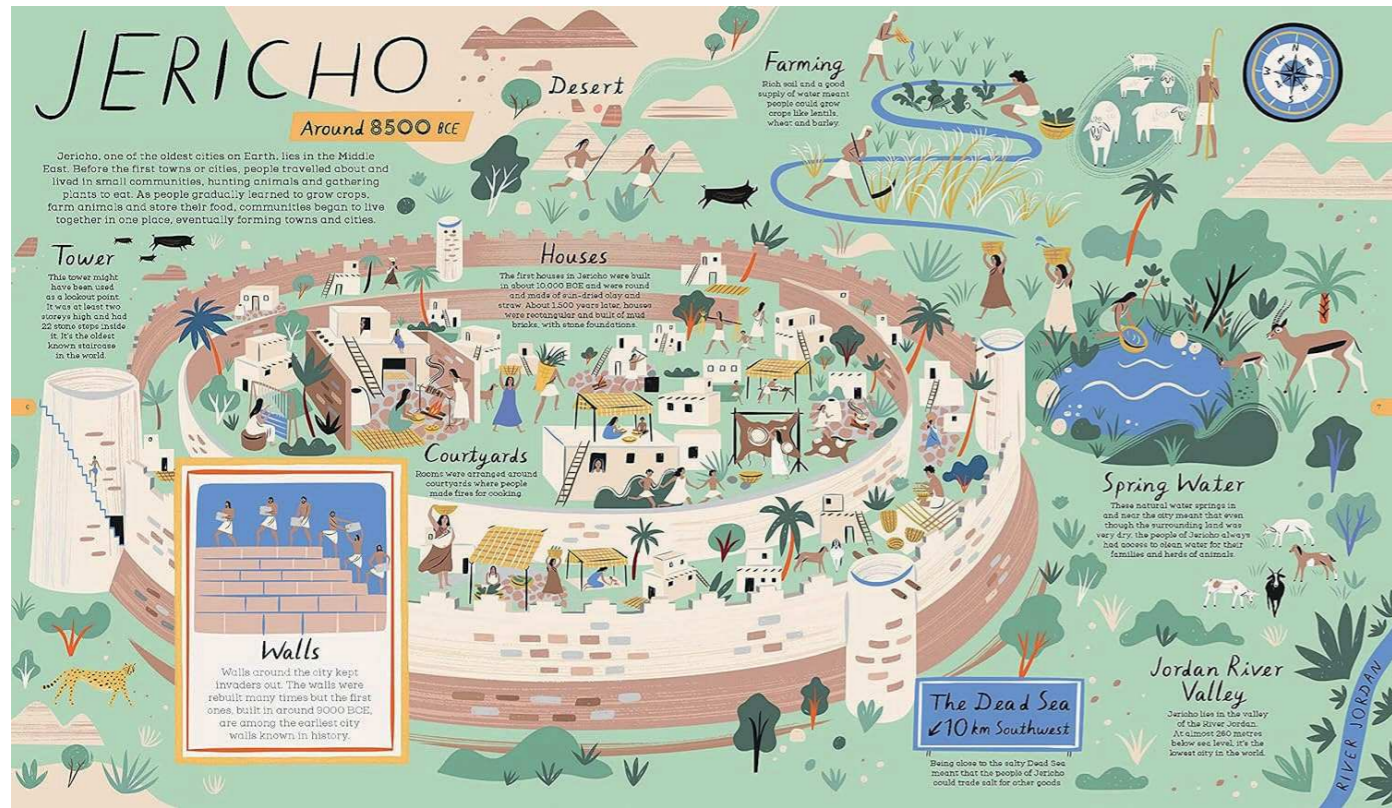 JERICHO
Around 8500 BCE
Jericho, one of the oldest cities on Earth, lies in the Middle
East. Before the first towns or cities, people travelled about and
lived in small communities, hunting animals and gathering
plants to eat. As people gradually learned to grow crops,
farm animals and store their food, communities began to live
together in one place, eventually forming towns and cities.
Desert
Farming
Rich soil and a good
supply of water meant
people could grow
crops like lentils,
wheat and barley.
N
NE
E
SE
S
SW
W
NW
Tower
This tower might
have been used
as a lookout point.
It was at least two
storeys high and had
22 stone steps inside
it. It's the oldest
known staircase
in the world.
Houses
The first houses in Jericho were built
in about 10,000 BCE and were round
and made of sun-dried clay and
straw. About 1,500 years later, houses
were rectangular and built of mud
bricks, with stone foundations.
Courtyards
Rooms were arranged around
courtyards where people
made fires for cooking.
Walls
Walls around the city kept
invaders out. The walls were
rebuilt many times but the first
ones, built in around 9000 BCE,
are among the earliest city
walls known in history.
Spring Water
These natural water springs in
and near the city meant that even
though the surrounding land was
very dry, the people of Jericho always
had access to clean water for their
families and herds of animals.
The Dead Sea
↙10 km Southwest
Being close to the salty Dead Sea
meant that the people of Jericho
could trade salt for other goods.
Jordan River
Valley
Jericho lies in the valley
of the River Jordan.
At almost 260 metres
below sea level, it's the
lowest city in the world.
RIVER JORDAN